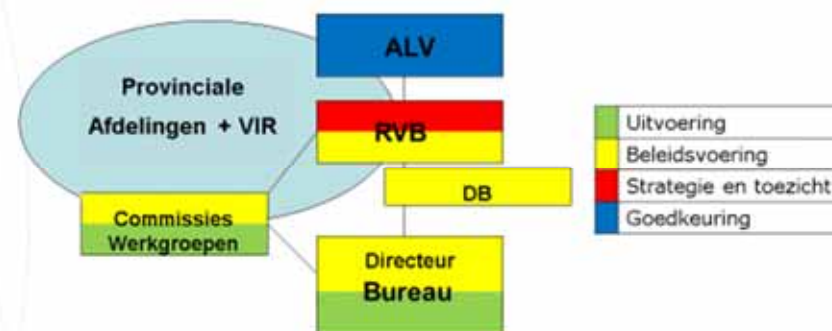 ALV
Provinciale
Afdelingen + VIR
RVB
DB
Commissies
Werkgroepen
Directeur
Bureau
Uitvoering
Beleidsvoering
Strategie en toezicht
Goedkeuring